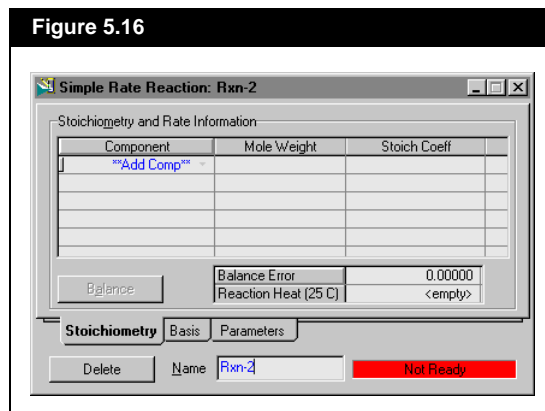 Figure 5.16
Simple Rate Reaction: Rxn-2
Stoichiometry and Rate Information
Component Mole Weight Stoich Coeff
**Add Comp**
Balance Error 0.00000
Balance
Reaction Heat (25 C) <empty>
Stoichiometry Basis Parameters
Delete Name Rxn-2 Not Ready